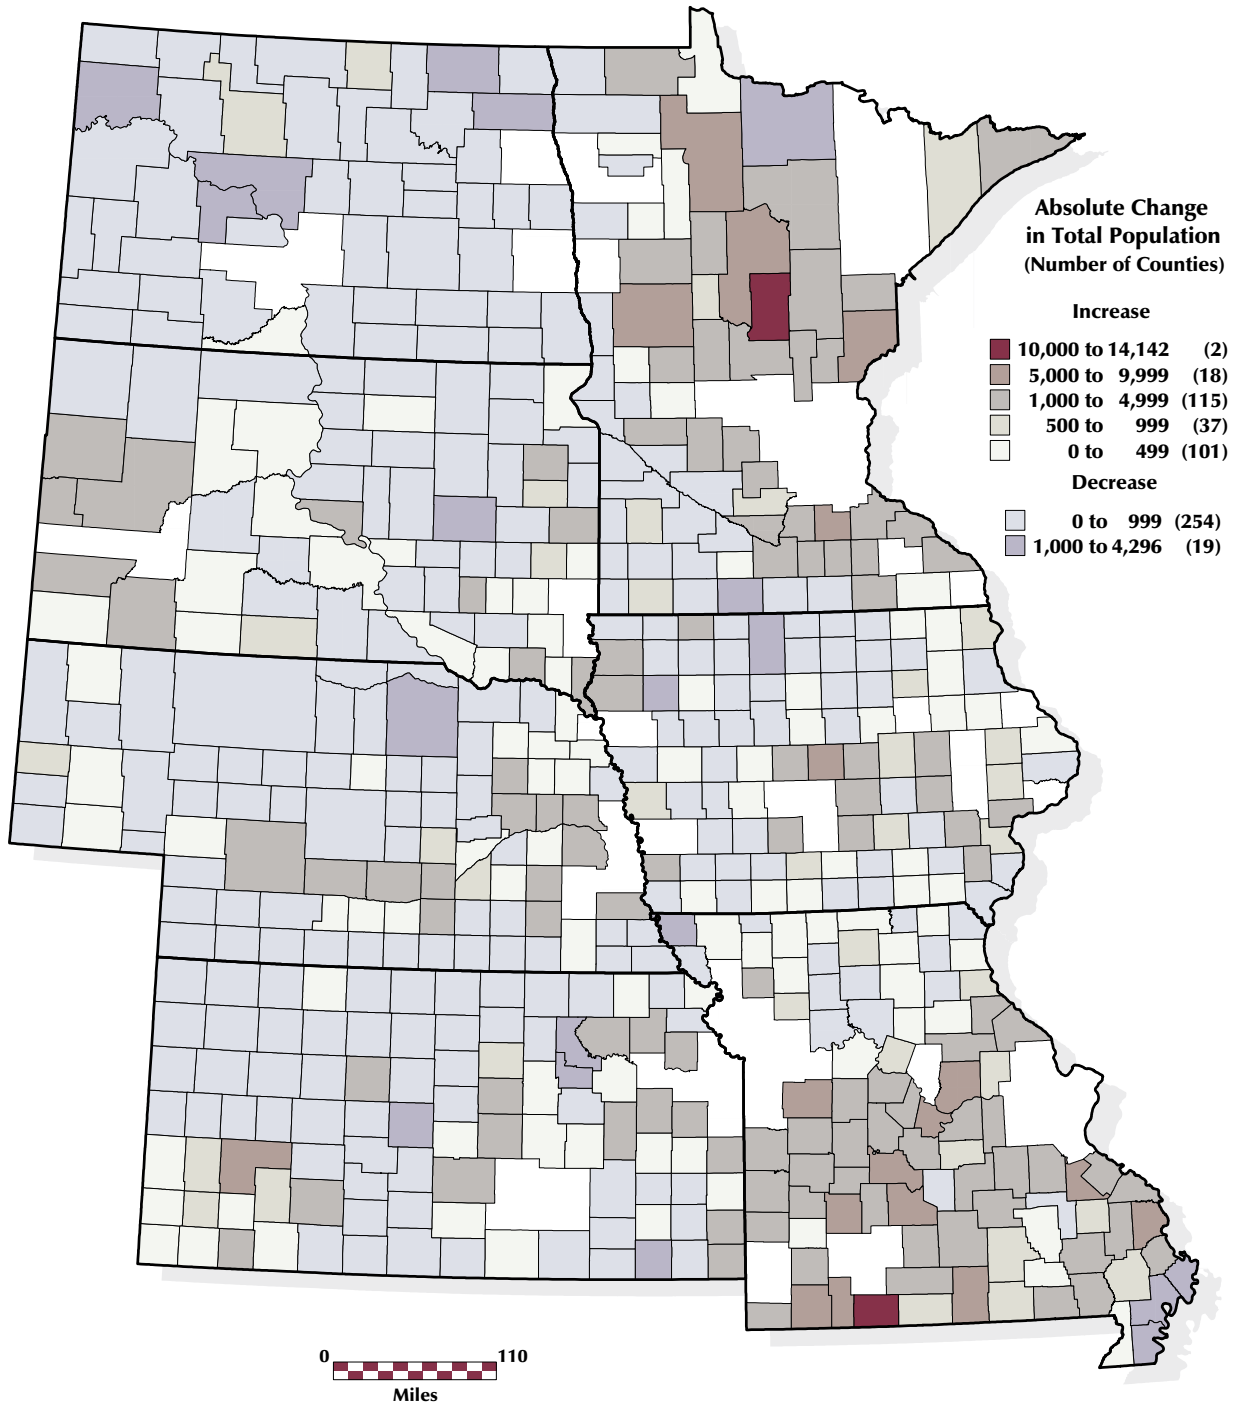 Absolute Change
in Total Population
(Number of Counties)
Increase
10,000 to 14,142 (2)
5,000 to 9,999 (18)
1,000 to 4,999 (115)
500 to 999 (37)
0 to 499 (101)
Decrease
0 to 999 (254)
1,000 to 4,296 (19)
0 110
Miles